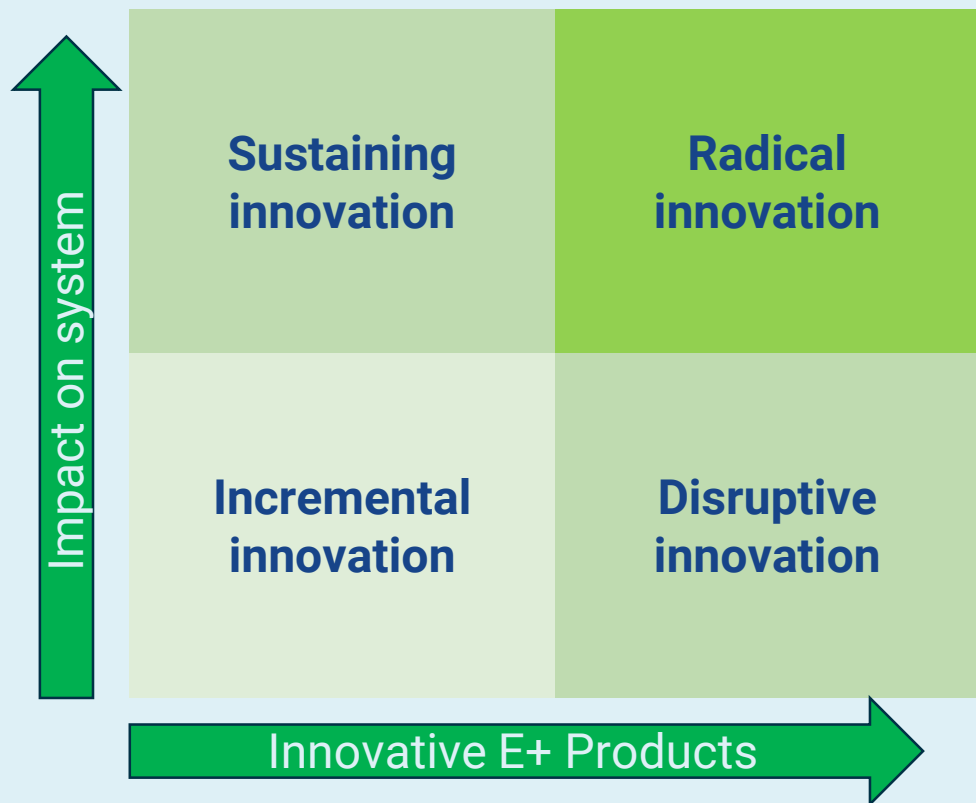 Impact on system
Sustaining
innovation
Radical
innovation
Incremental
innovation
Disruptive
innovation
Innovative E+ Products